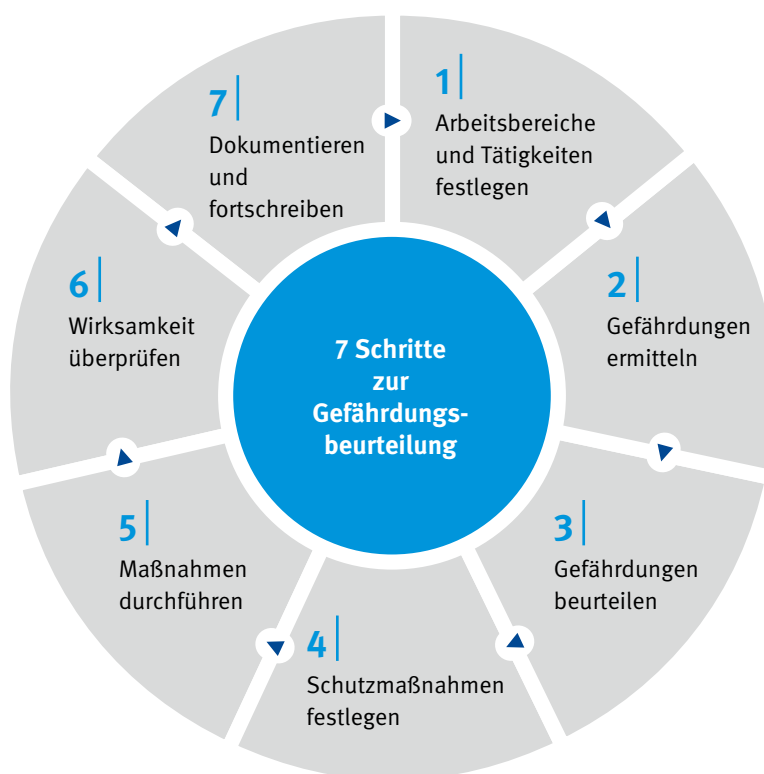 7 Schritte
zur
Gefährdungs-
beurteilung
1
Arbeitsbereiche
und Tätigkeiten
festlegen
2
Gefährdungen
ermitteln
3
Gefährdungen
beurteilen
4
Schutzmaßnahmen
festlegen
5
Maßnahmen
durchführen
6
Wirksamkeit
überprüfen
7
Dokumentieren
und
fortschreiben